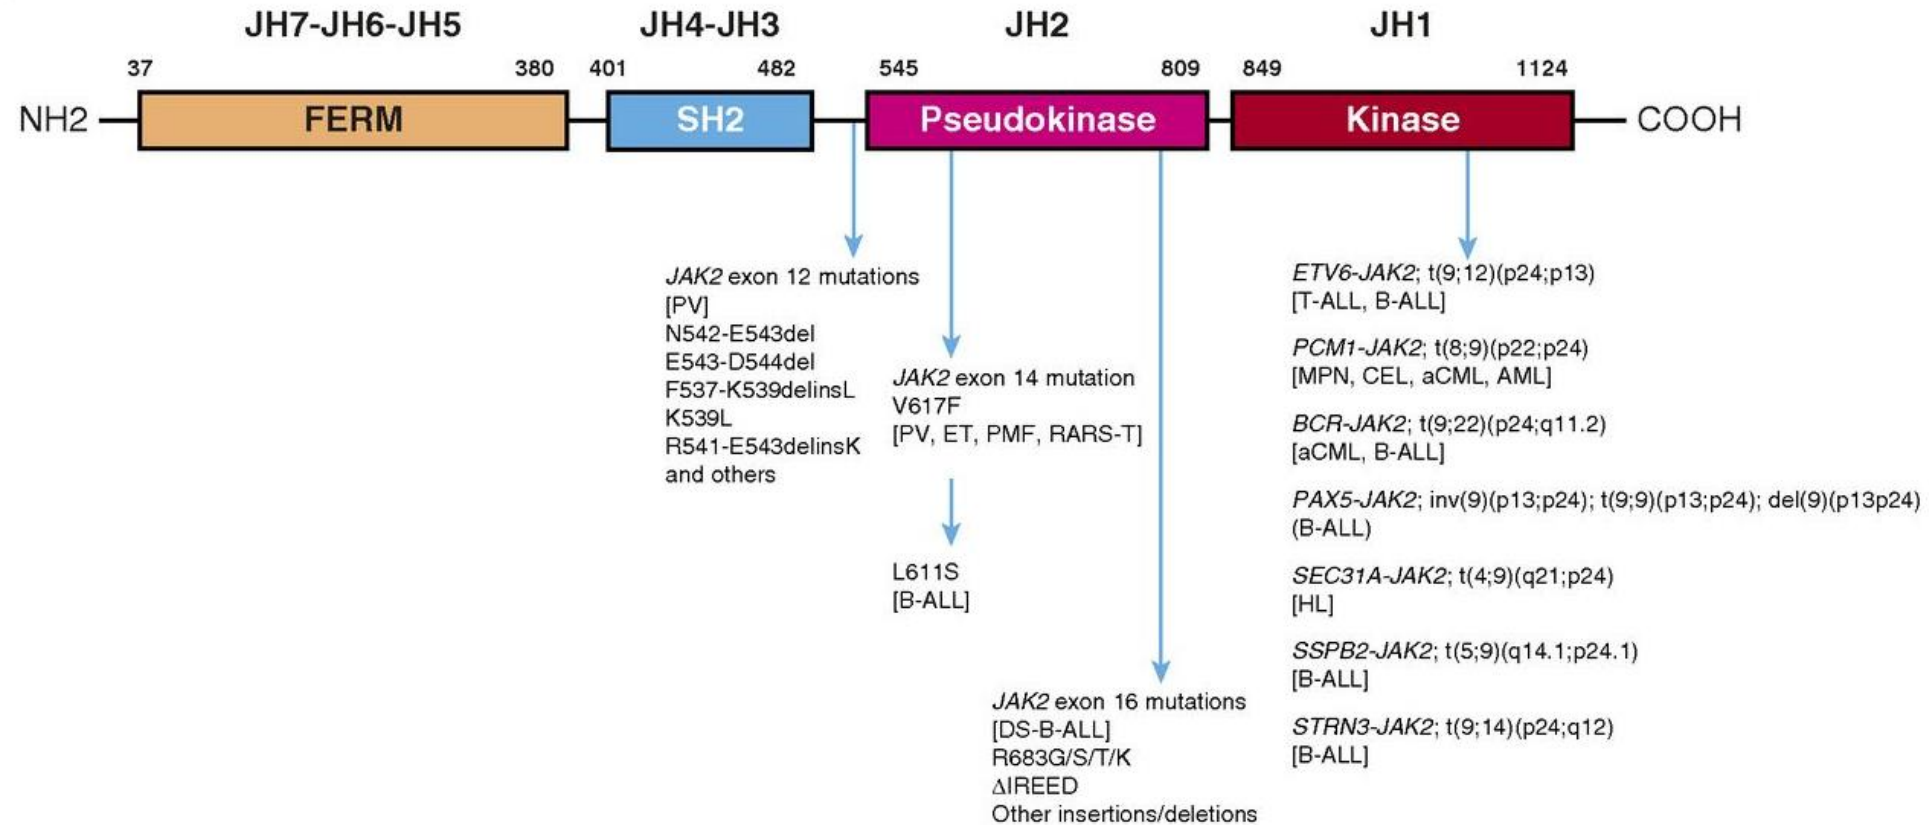 JH7-JH6-JH5 JH4-JH3 JH2 JH1
37 380 401 482 545 809 849 1124
NH2 FERM SH2 Pseudokinase Kinase COOH
JAK2 exon 12 mutations
[PV]
N542-E543del
E543-D544del
F537-K539delinsL
K539L
R541-E543delinsK
and others
JAK2 exon 14 mutation
V617F
[PV, ET, PMF, RARS-T]
L611S
[B-ALL]
JAK2 exon 16 mutations
[DS-B-ALL]
R683G/S/T/K
ΔIREED
Other insertions/deletions
ETV6-JAK2; t(9;12)(p24;p13)
[T-ALL, B-ALL]
PCM1-JAK2; t(8;9)(p22;p24)
[MPN, CEL, aCML, AML]
BCR-JAK2; t(9;22)(p24;q11.2)
[aCML, B-ALL]
PAX5-JAK2; inv(9)(p13;p24); t(9;9)(p13;p24); del(9)(p13p24)
(B-ALL)
SEC31A-JAK2; t(4;9)(q21;p24)
[HL]
SSPB2-JAK2; t(5;9)(q14.1;p24.1)
[B-ALL]
STRN3-JAK2; t(9;14)(p24;q12)
[B-ALL]